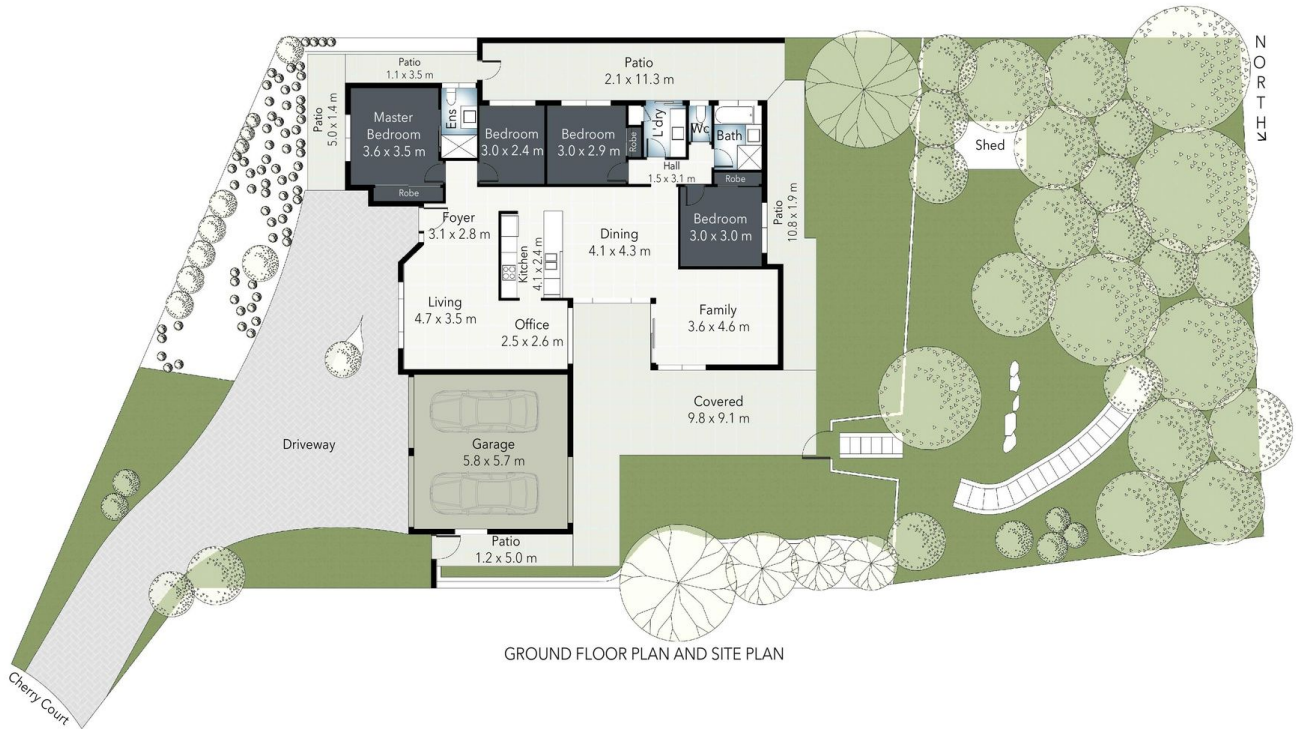 NORTH
Patio
1.1 x 3.5 m
Patio
2.1 x 11.3 m
Patio
5.0 x 1.4 m
Master
Bedroom
3.6 x 3.5 m
Ens
Bedroom
3.0 x 2.4 m
Bedroom
3.0 x 2.9 m
Robe
L'dry
Wc
Bath
Shed
Hall
1.5 x 3.1 m
Robe
Robe
Foyer
3.1 x 2.8 m
Kitchen
4.1 x 2.4 m
Dining
4.1 x 4.3 m
Bedroom
3.0 x 3.0 m
Patio
10.8 x 1.9 m
Living
4.7 x 3.5 m
Office
2.5 x 2.6 m
Family
3.6 x 4.6 m
Covered
9.8 x 9.1 m
Driveway
Garage
5.8 x 5.7 m
Patio
1.2 x 5.0 m
GROUND FLOOR PLAN AND SITE PLAN
Cherry Court